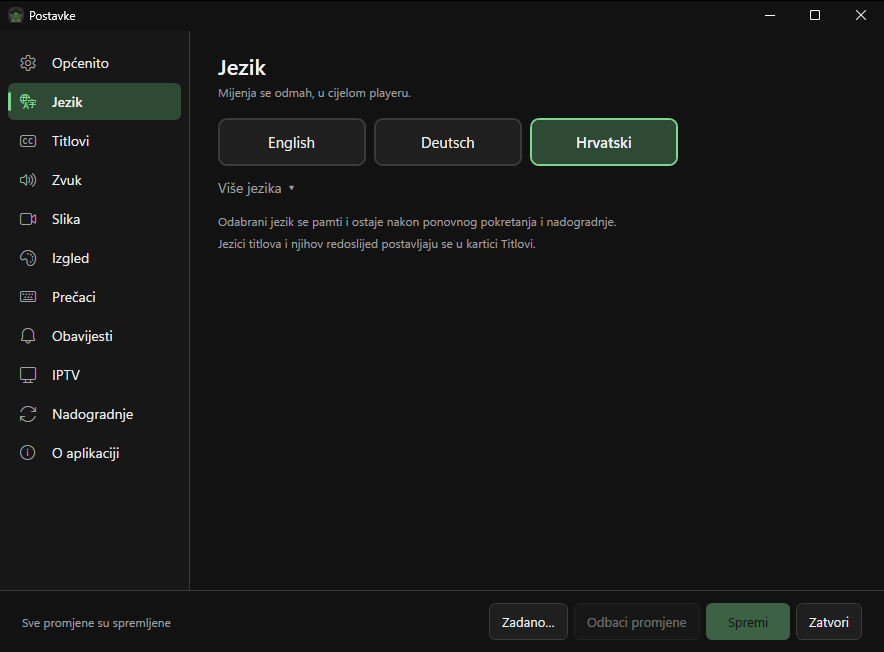 Postavke
Općenito
Jezik
Titlovi
Zvuk
Slika
Izgled
Prečaci
Obavijesti
IPTV
Nadogradnje
O aplikaciji
Jezik
Mijenja se odmah, u cijelom playeru.
English
Deutsch
Hrvatski
Više jezika ▾
Odabrani jezik se pamti i ostaje nakon ponovnog pokretanja i nadogradnje.
Jezici titlova i njihov redoslijed postavljaju se u kartici Titlovi.
Sve promjene su spremljene
Zadano...
Odbaci promjene
Spremi
Zatvori